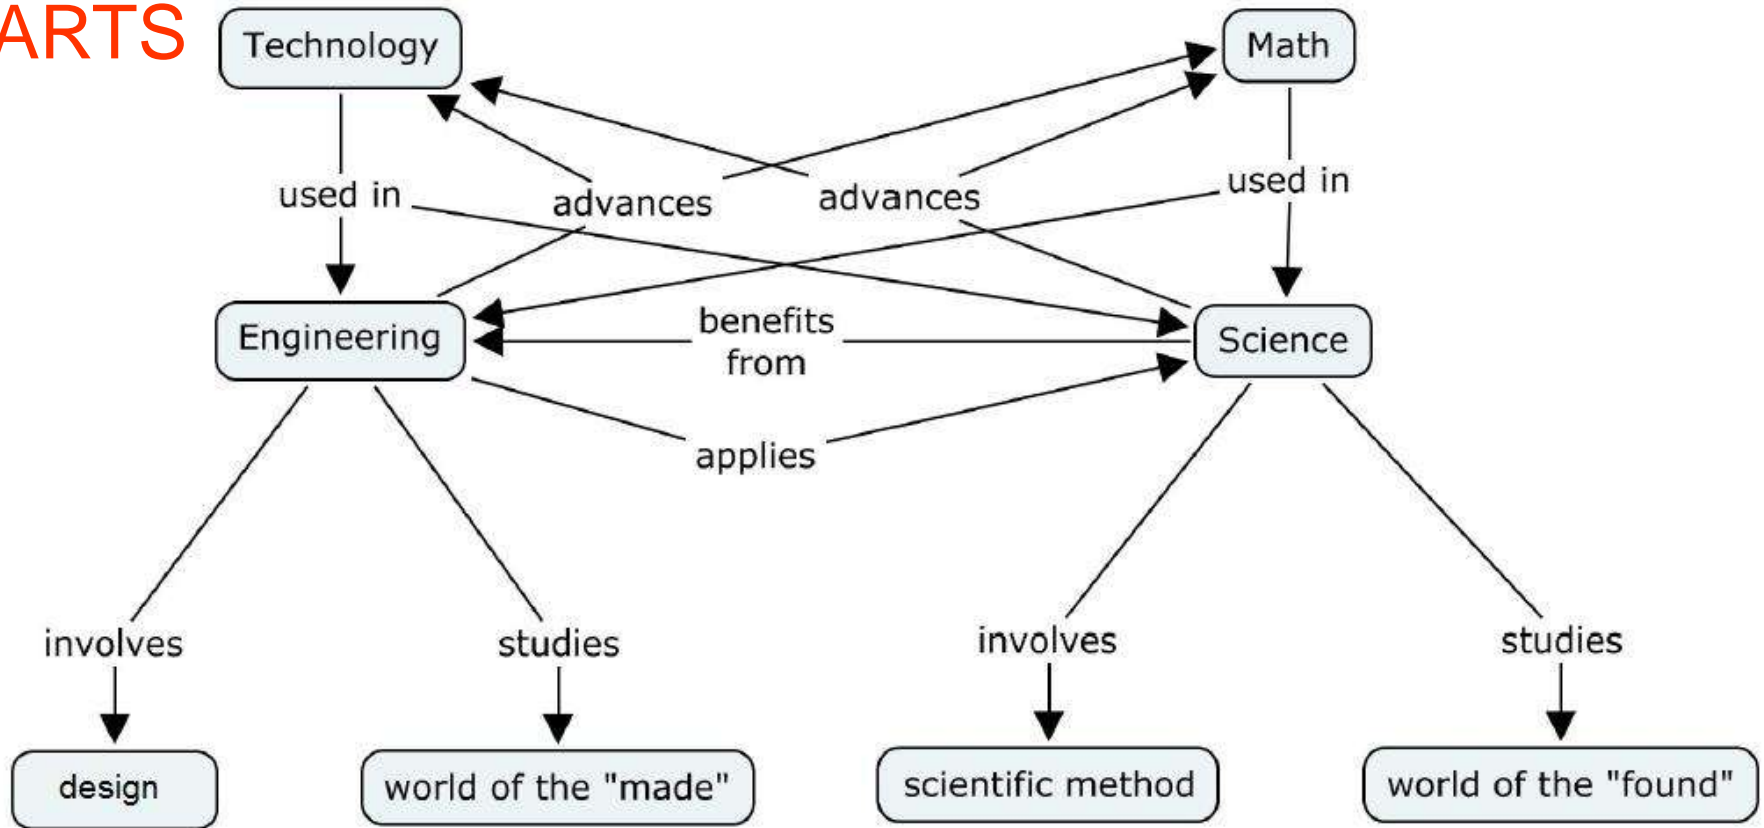 ARTS
Technology
Math
used in
advances
advances
used in
Engineering
benefits
from
Science
applies
involves
studies
involves
studies
design
world of the "made"
scientific method
world of the "found"